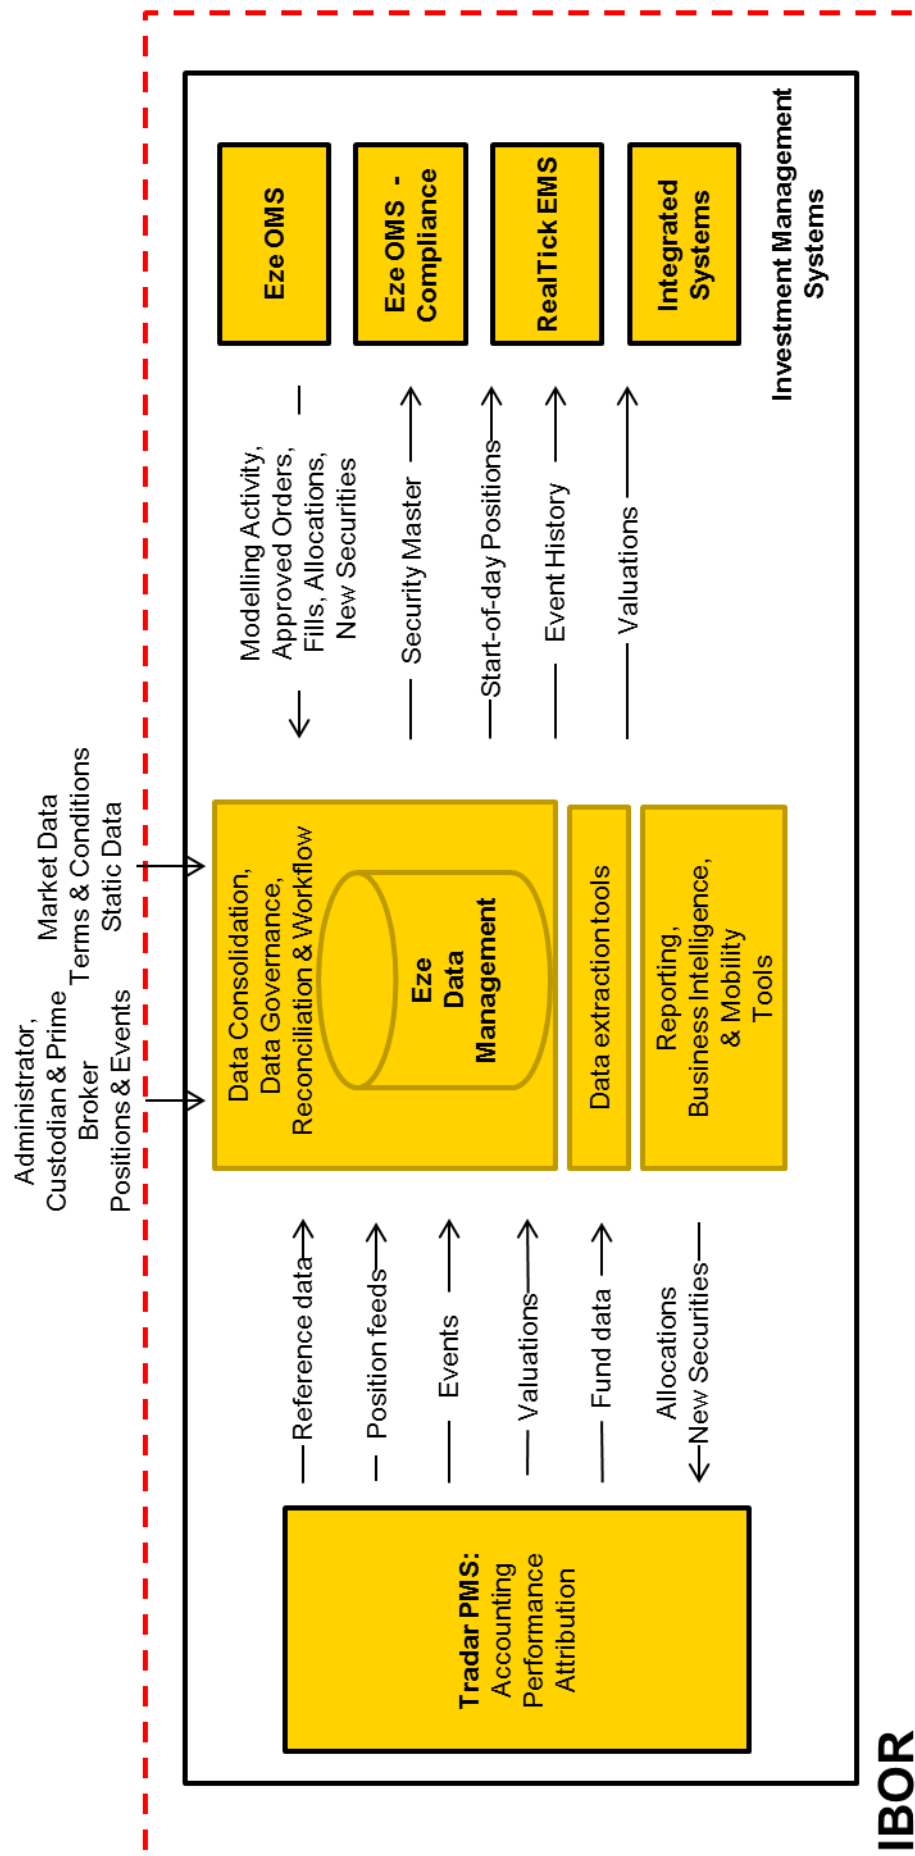 Administrator,
Custodian & Prime
Broker
Positions & Events
Market Data
Terms & Conditions
Static Data
Tradar PMS:
Accounting
Performance
Attribution
Reference data
Position feeds
Events
Valuations
Fund data
Allocations
New Securities
Data Consolidation,
Data Governance,
Reconciliation & Workflow
Eze
Data
Management
Data extraction tools
Reporting,
Business Intelligence,
& Mobility
Tools
Modelling Activity,
Approved Orders,
Fills, Allocations,
New Securities
Security Master
Start-of-day Positions
Event History
Valuations
Eze OMS
Eze OMS -
Compliance
RealTick EMS
Integrated
Systems
Investment Management
Systems
IBOR